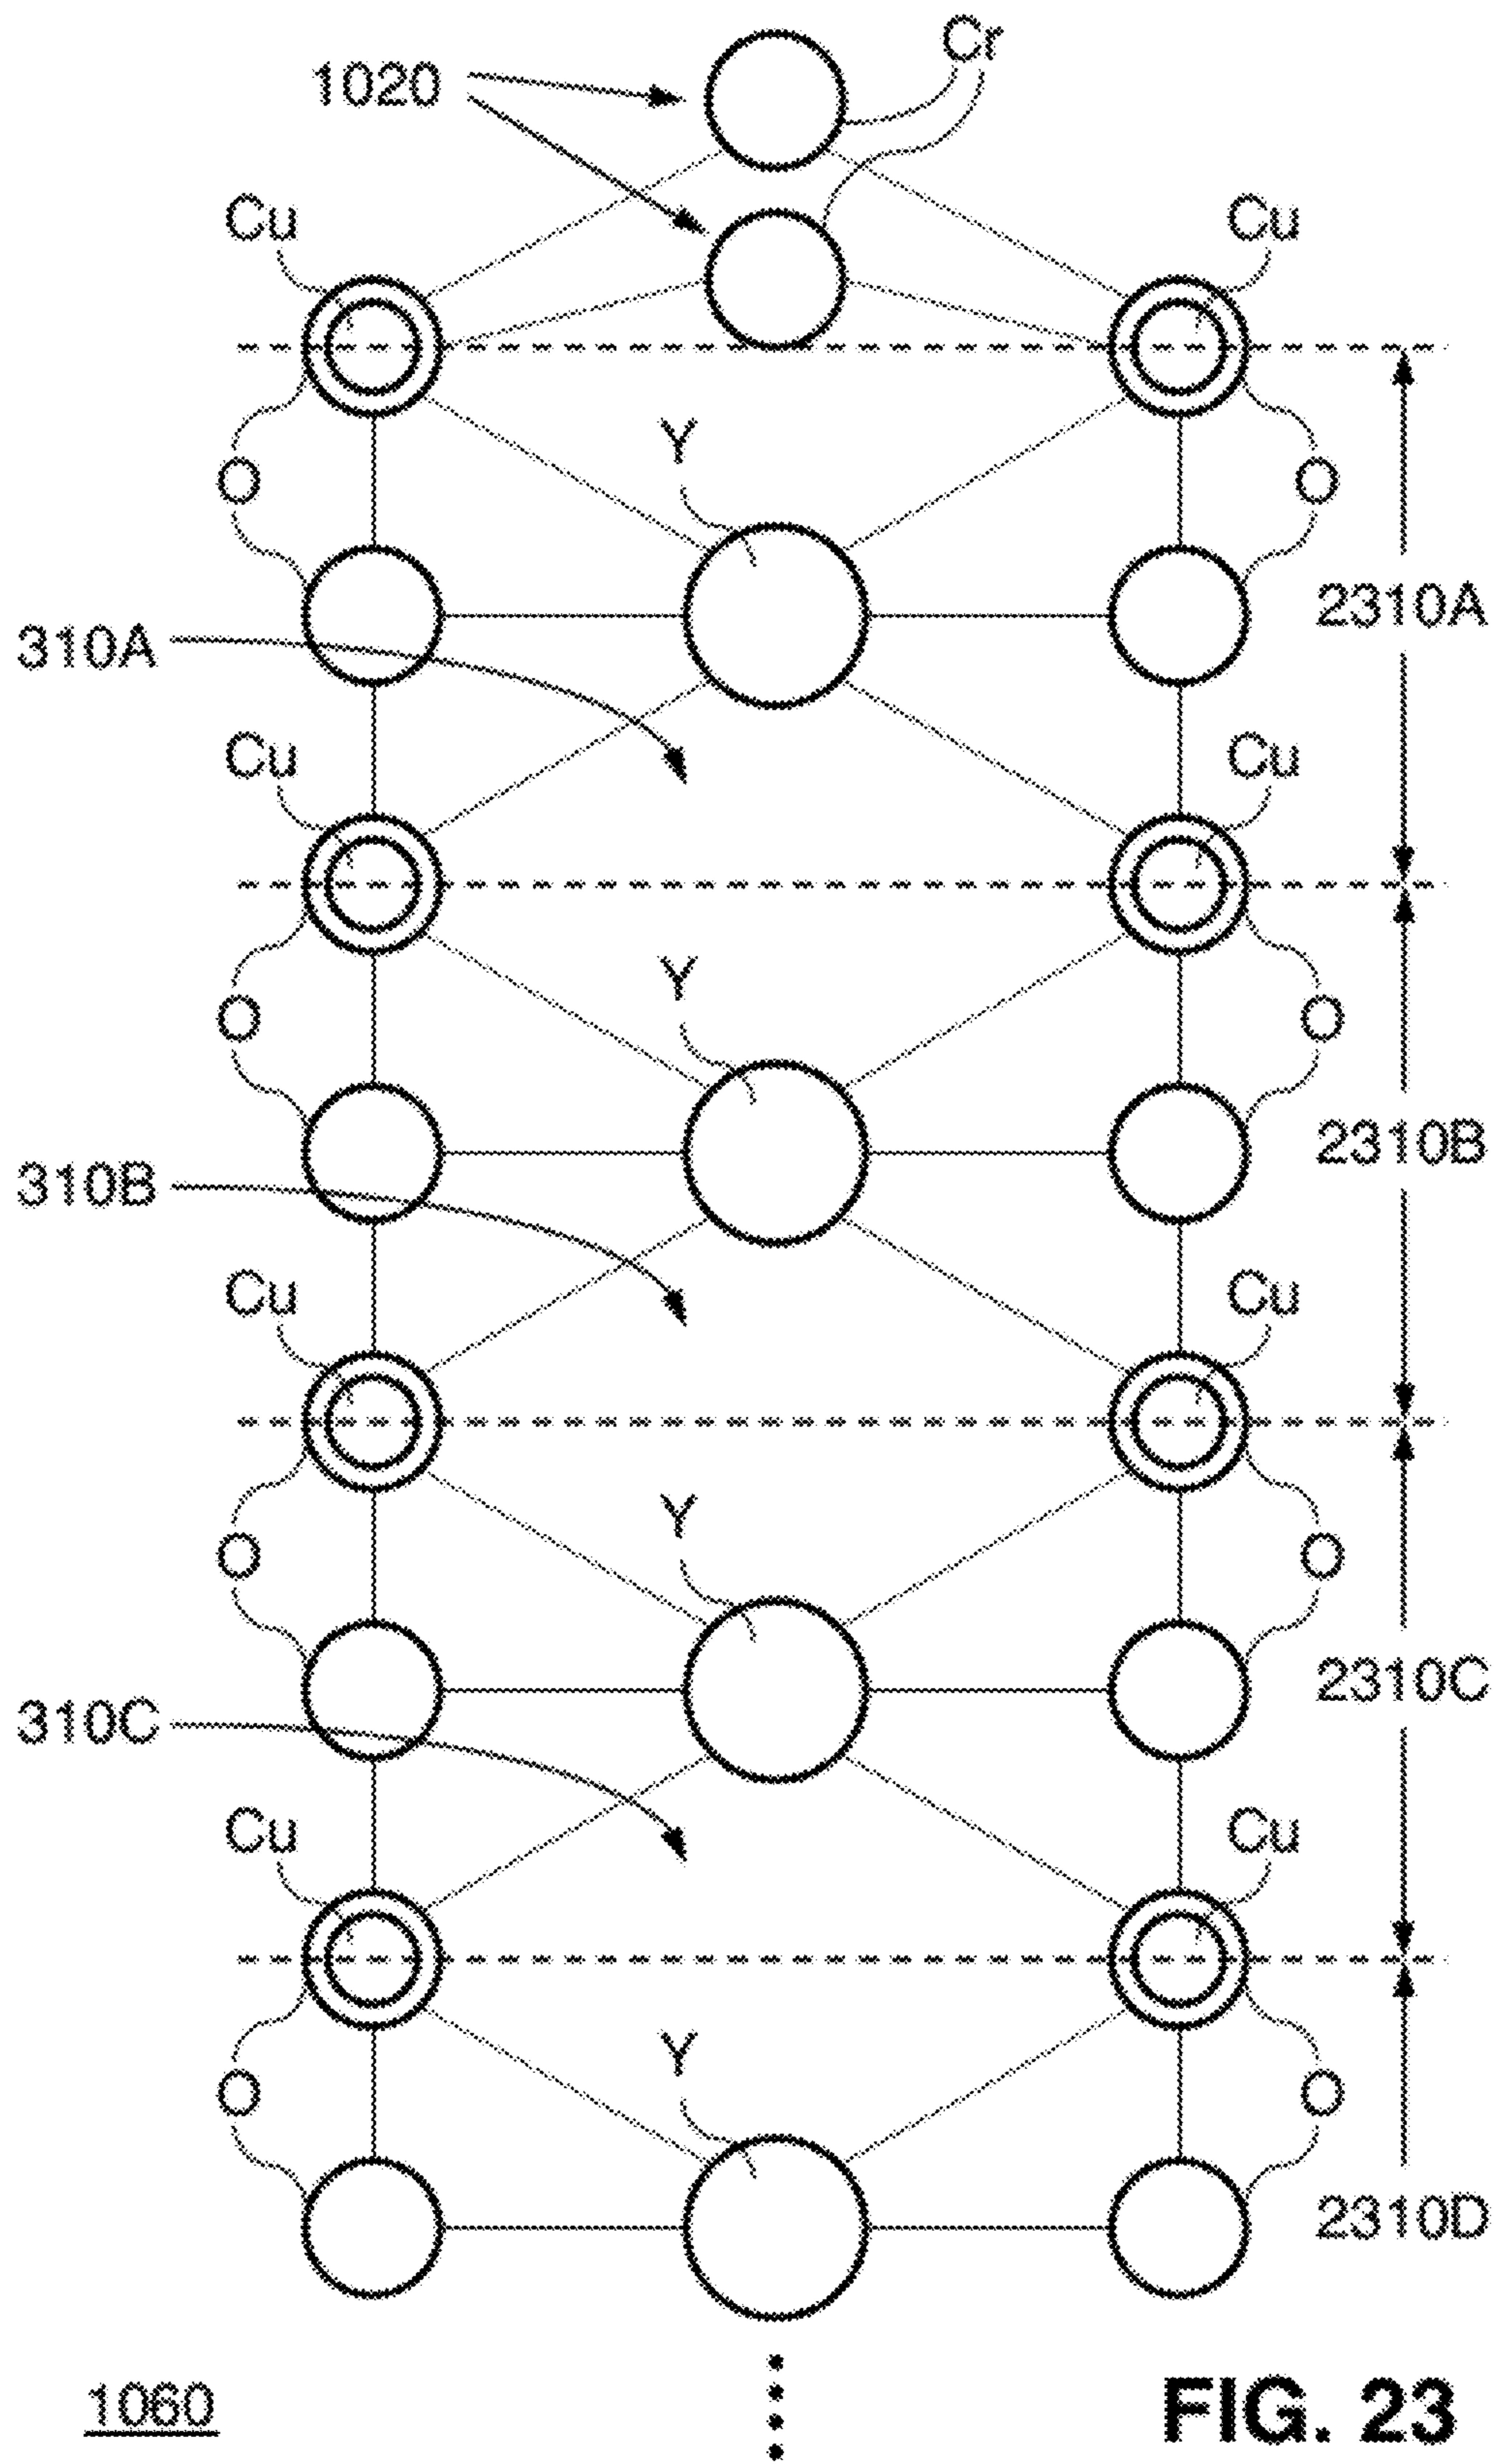 1020 Cr
Cu Cu
Y
O O
310A 2310A
Cu Cu
Y
O O
310B 2310B
Cu Cu
Y
O O
310C 2310C
Cu Cu
Y
O O
2310D
1060 FIG. 23